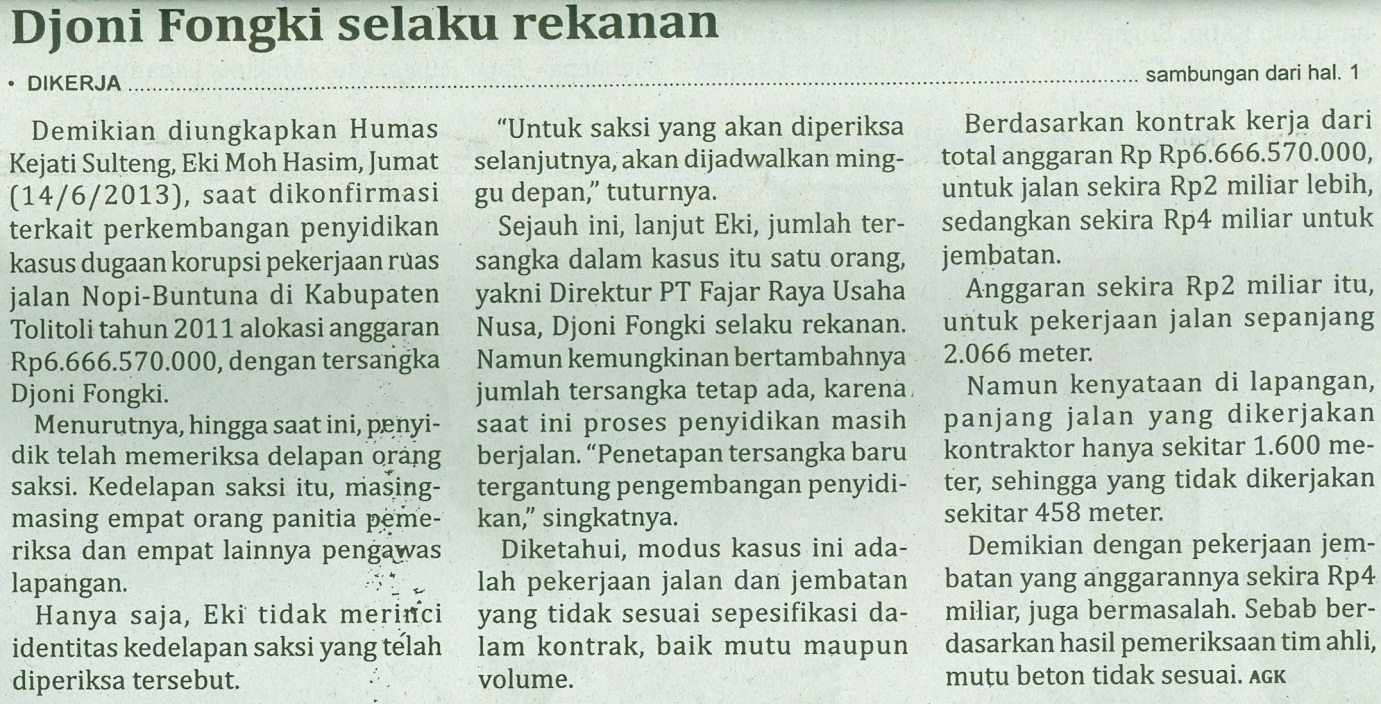 Djoni Fongki selaku rekanan
• DIKERJA ........ sambungan dari hal. 1
Demikian diungkapkan Humas
Kejati Sulteng, Eki Moh Hasim, Jumat
(14/6/2013), saat dikonfirmasi
terkait perkembangan penyidikan
kasus dugaan korupsi pekerjaan ruas
jalan Nopi-Buntuna di Kabupaten
Tolitoli tahun 2011 alokasi anggaran
Rp6.666.570.000, dengan tersangka
Djoni Fongki.
Menurutnya, hingga saat ini, penyi-
dik telah memeriksa delapan orang
saksi. Kedelapan saksi itu, masing-
masing empat orang panitia peme-
riksa dan empat lainnya pengawas
lapangan.
Hanya saja, Eki tidak merinci
identitas kedelapan saksi yang telah
diperiksa tersebut.
“Untuk saksi yang akan diperiksa
selanjutnya, akan dijadwalkan ming-
gu depan,” tuturnya.
Sejauh ini, lanjut Eki, jumlah ter-
sangka dalam kasus itu satu orang,
yakni Direktur PT Fajar Raya Usaha
Nusa, Djoni Fongki selaku rekanan.
Namun kemungkinan bertambahnya
jumlah tersangka tetap ada, karena
saat ini proses penyidikan masih
berjalan. “Penetapan tersangka baru
tergantung pengembangan penyidi-
kan,” singkatnya.
Diketahui, modus kasus ini ada-
lah pekerjaan jalan dan jembatan
yang tidak sesuai sepesifikasi da-
lam kontrak, baik mutu maupun
volume.
Berdasarkan kontrak kerja dari
total anggaran Rp Rp6.666.570.000,
untuk jalan sekira Rp2 miliar lebih,
sedangkan sekira Rp4 miliar untuk
jembatan.
Anggaran sekira Rp2 miliar itu,
untuk pekerjaan jalan sepanjang
2.066 meter.
Namun kenyataan di lapangan,
panjang jalan yang dikerjakan
kontraktor hanya sekitar 1.600 me-
ter, sehingga yang tidak dikerjakan
sekitar 458 meter.
Demikian dengan pekerjaan jem-
batan yang anggarannya sekira Rp4
miliar, juga bermasalah. Sebab ber-
dasarkan hasil pemeriksaan tim ahli,
mutu beton tidak sesuai. AGK